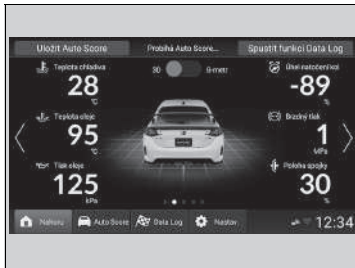 Uložit Auto Score
Probíhá Auto Score...
Spustit funkci Data Log
Teplota chladiva
28
°C
3D
G-metr
Úhel natočení kol
-89
%
Teplota oleje
95
°C
Brzdný tlak
1
MPa
Tlak oleje
125
kPa
Poloha spojky
30
%
Nahoru
Auto Score
Data Log
Nastav.
12:34